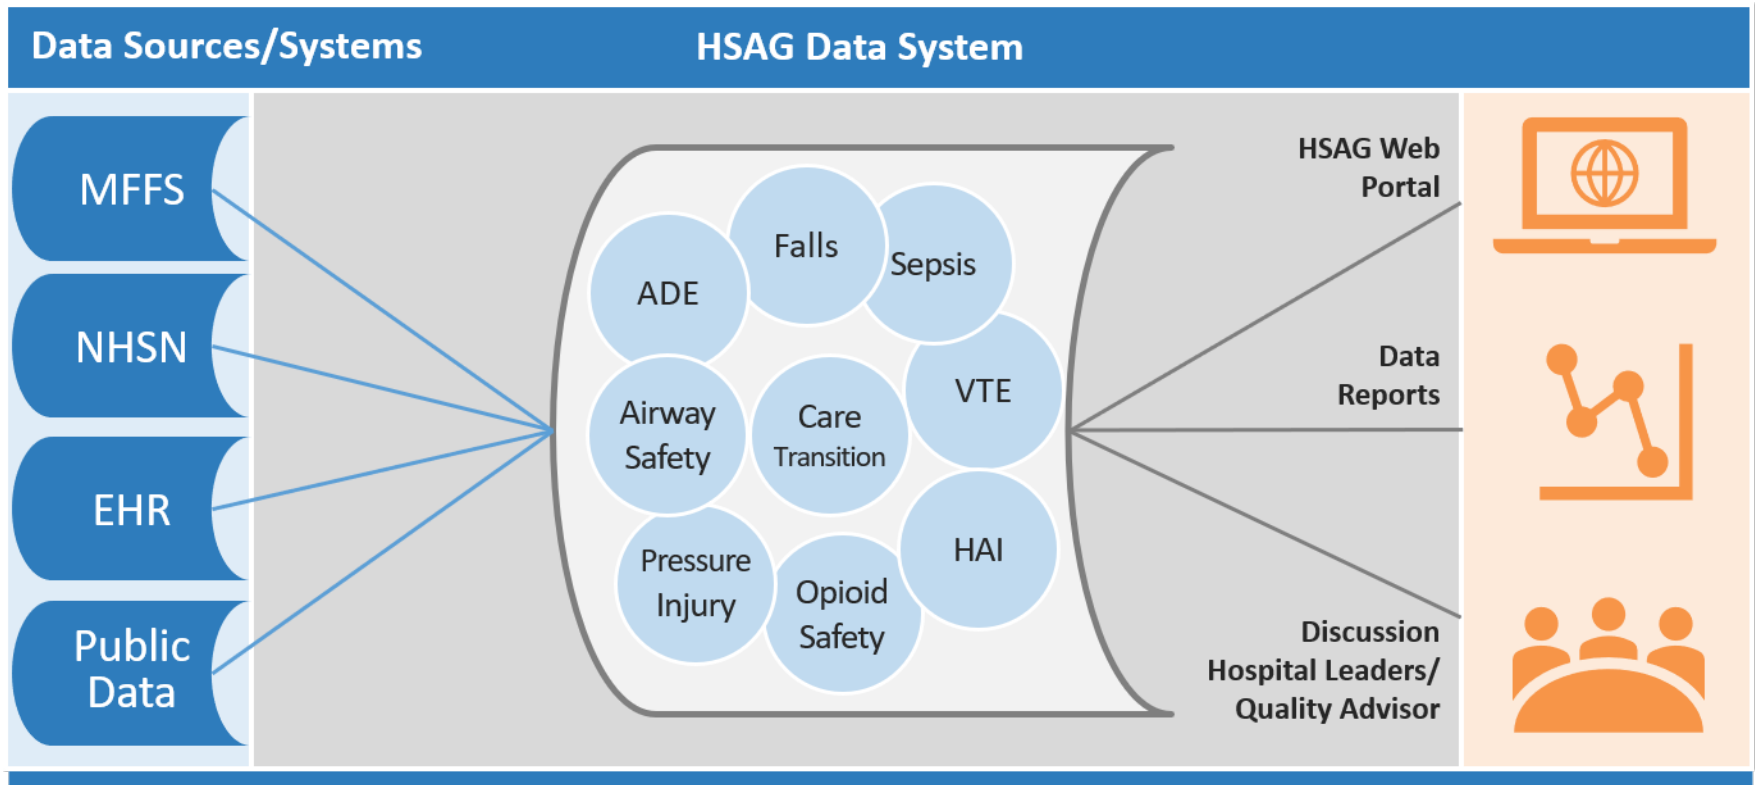 Data Sources/Systems
HSAG Data System
MFFS
NHSN
EHR
Public
Data
ADE
Falls
Sepsis
Airway
Safety
Care
Transition
VTE
Pressure
Injury
Opioid
Safety
HAI
HSAG Web
Portal
Data
Reports
Discussion
Hospital Leaders/
Quality Advisor